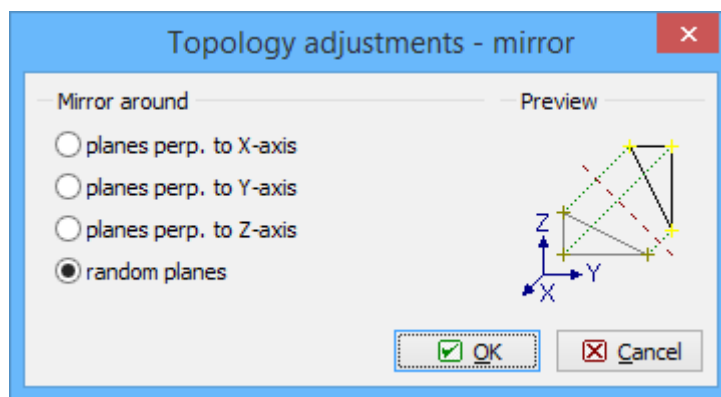 Topology adjustments - mirror
Mirror around
Preview
planes perp. to X-axis
planes perp. to Y-axis
planes perp. to Z-axis
random planes
Z
Y
X
OK
Cancel